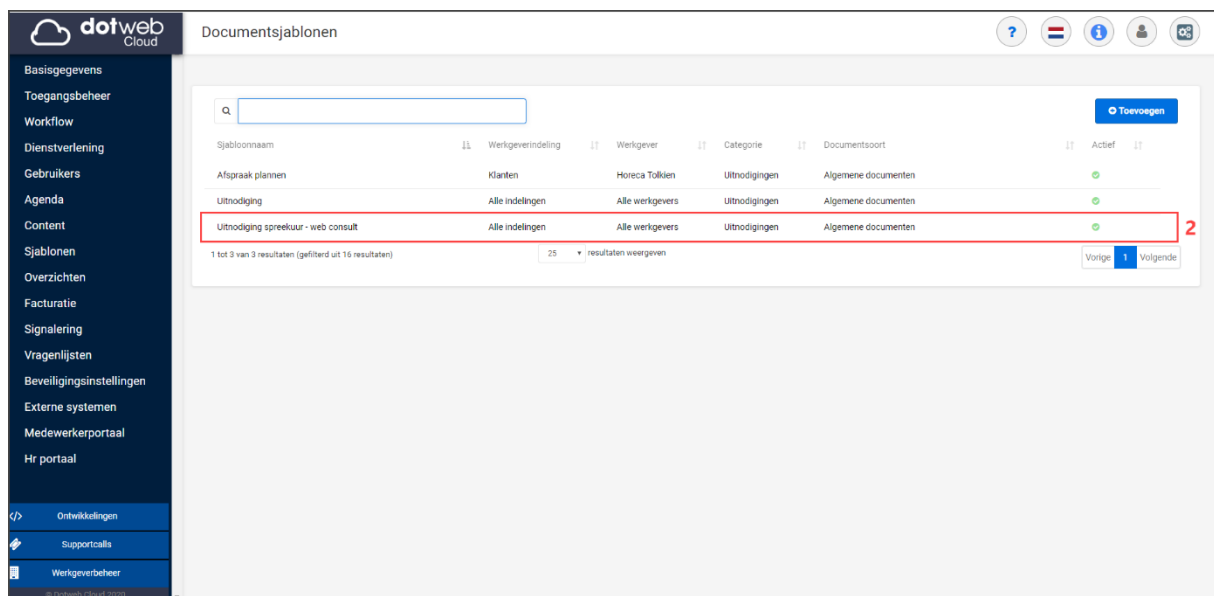 dotweb
Cloud
Documentsjablonen
?
Basisgegevens
Toegangsbeheer
Workflow
Dienstverlening
Gebruikers
Agenda
Content
Sjablonen
Overzichten
Facturatie
Signalering
Vragenlijsten
Beveiligingsinstellingen
Externe systemen
Medewerkerportaal
Hr portaal
</> Ontwikkelingen
Supportcalls
Werkgeverbeheer
© Dotweb Cloud 2020
Toevoegen
Sjabloonnaam Werkgeverindeling Werkgever Categorie Documentsoort Actief
Afspraak plannen Klanten Horeca Tolkien Uitnodigingen Algemene documenten
Uitnodiging Alle indelingen Alle werkgevers Uitnodigingen Algemene documenten
Uitnodiging spreekuur - web consult Alle indelingen Alle werkgevers Uitnodigingen Algemene documenten 2
1 tot 3 van 3 resultaten (gefilterd uit 16 resultaten) 25 resultaten weergeven Vorige 1 Volgende